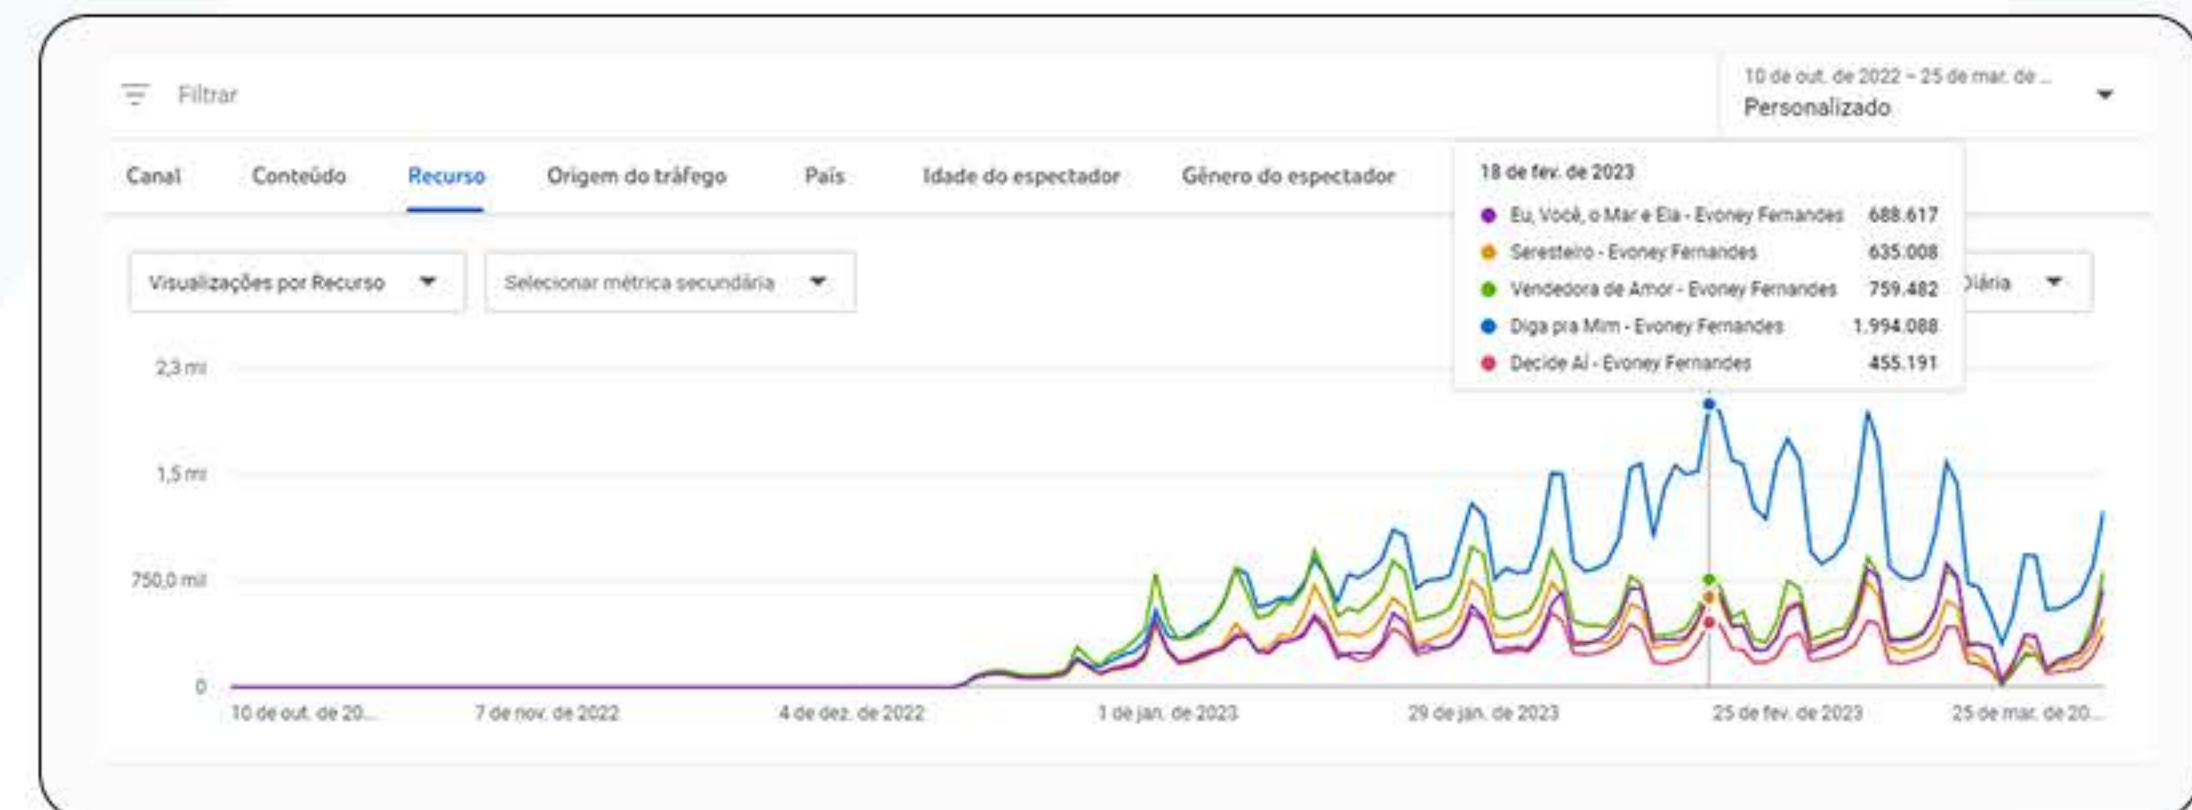 Filtrar
10 de out. de 2022 – 25 de mar. de ...
Personalizado
Canal Conteúdo Recurso Origem do tráfego País Idade do espectador Gênero do espectador
18 de fev. de 2023
Eu, Você, o Mar e Ela - Evoney Fernandes 688.617
Seresteiro - Evoney Fernandes 635.008
Vendedora de Amor - Evoney Fernandes 759.482
Diga pra Mim - Evoney Fernandes 1.994.088
Decide Aí - Evoney Fernandes 455.191
Visualizações por Recurso Selecionar métrica secundária Diária
2,3 mi
1,5 mi
750,0 mil
0
10 de out. de 20... 7 de nov. de 2022 4 de dez. de 2022 1 de jan. de 2023 29 de jan. de 2023 25 de fev. de 2023 25 de mar. de 20...